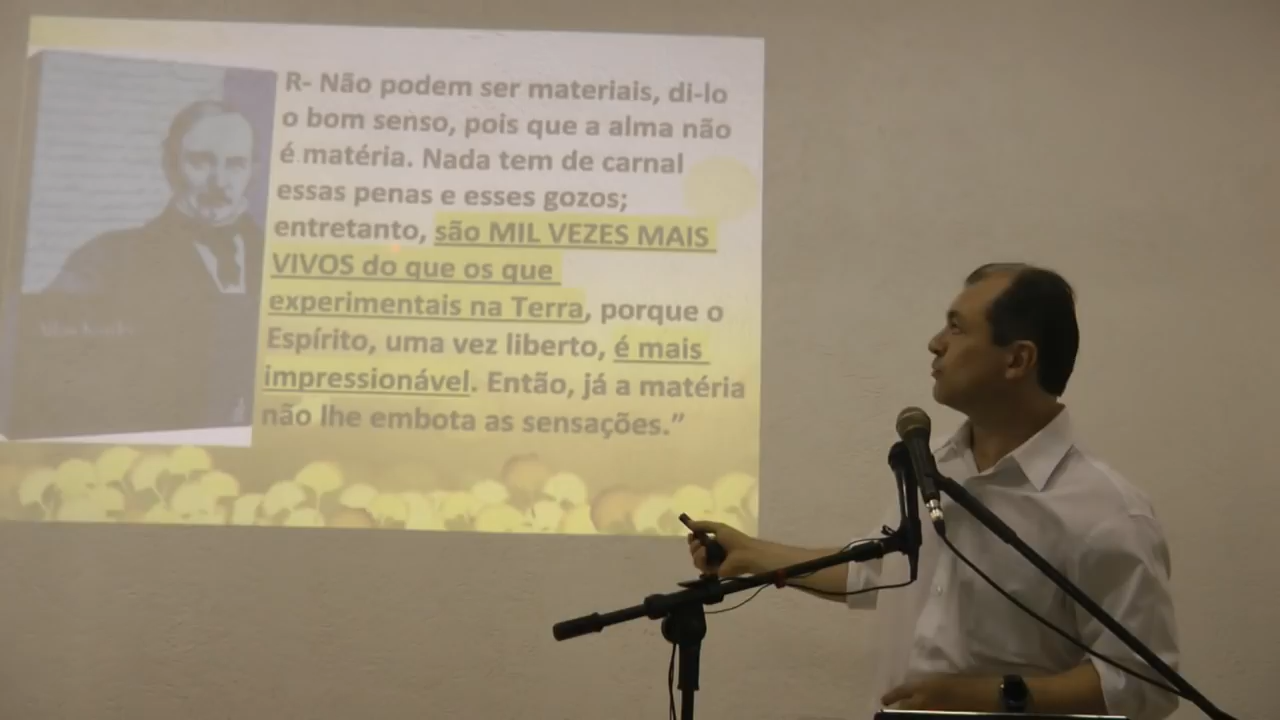 R- Não podem ser materiais, di-lo
o bom senso, pois que a alma não
é matéria. Nada tem de carnal
essas penas e esses gozos;
entretanto, são MIL VEZES MAIS
VIVOS do que os que
experimentais na Terra, porque o
Espírito, uma vez liberto, é mais
impressionável. Então, já a matéria
não lhe embota as sensações.”